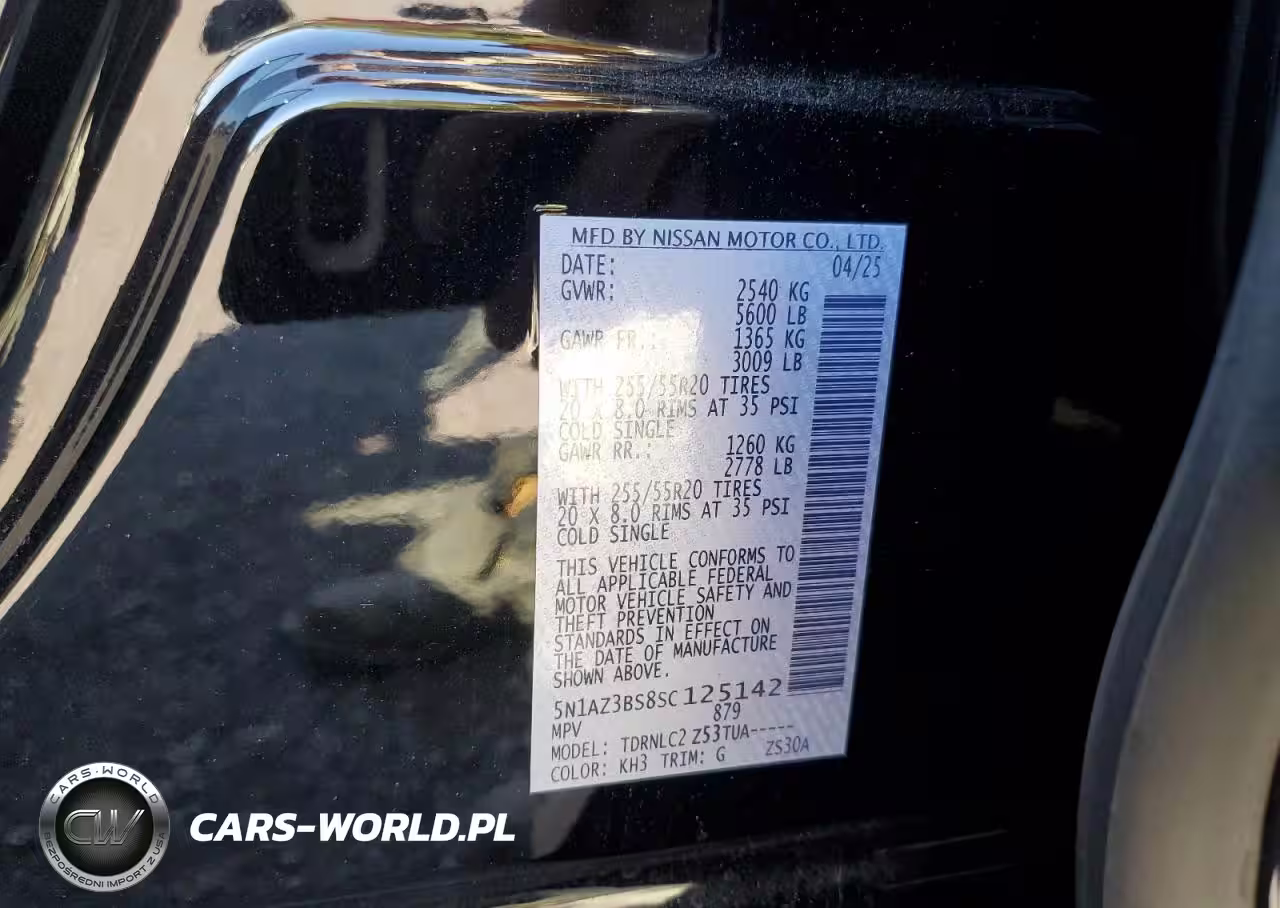 MFD BY NISSAN MOTOR CO., LTD.
DATE: 04/25
GVWR: 2540 KG
5600 LB
GAWR FR.: 1365 KG
3009 LB
WITH 255/55R20 TIRES
20 X 8.0 RIMS AT 35 PSI
COLD SINGLE
GAWR RR.: 1260 KG
2778 LB
WITH 255/55R20 TIRES
20 X 8.0 RIMS AT 35 PSI
COLD SINGLE
THIS VEHICLE CONFORMS TO
ALL APPLICABLE FEDERAL
MOTOR VEHICLE SAFETY AND
THEFT PREVENTION
STANDARDS IN EFFECT ON
THE DATE OF MANUFACTURE
SHOWN ABOVE.
5N1AZ3BS8SC 125142
MPV 879
MODEL: TDRNLC2 Z53TUA-----
COLOR: KH3 TRIM: G ZS30A
CARS-WORLD
CW
BEZPOŚREDNI IMPORT Z USA
CARS-WORLD.PL